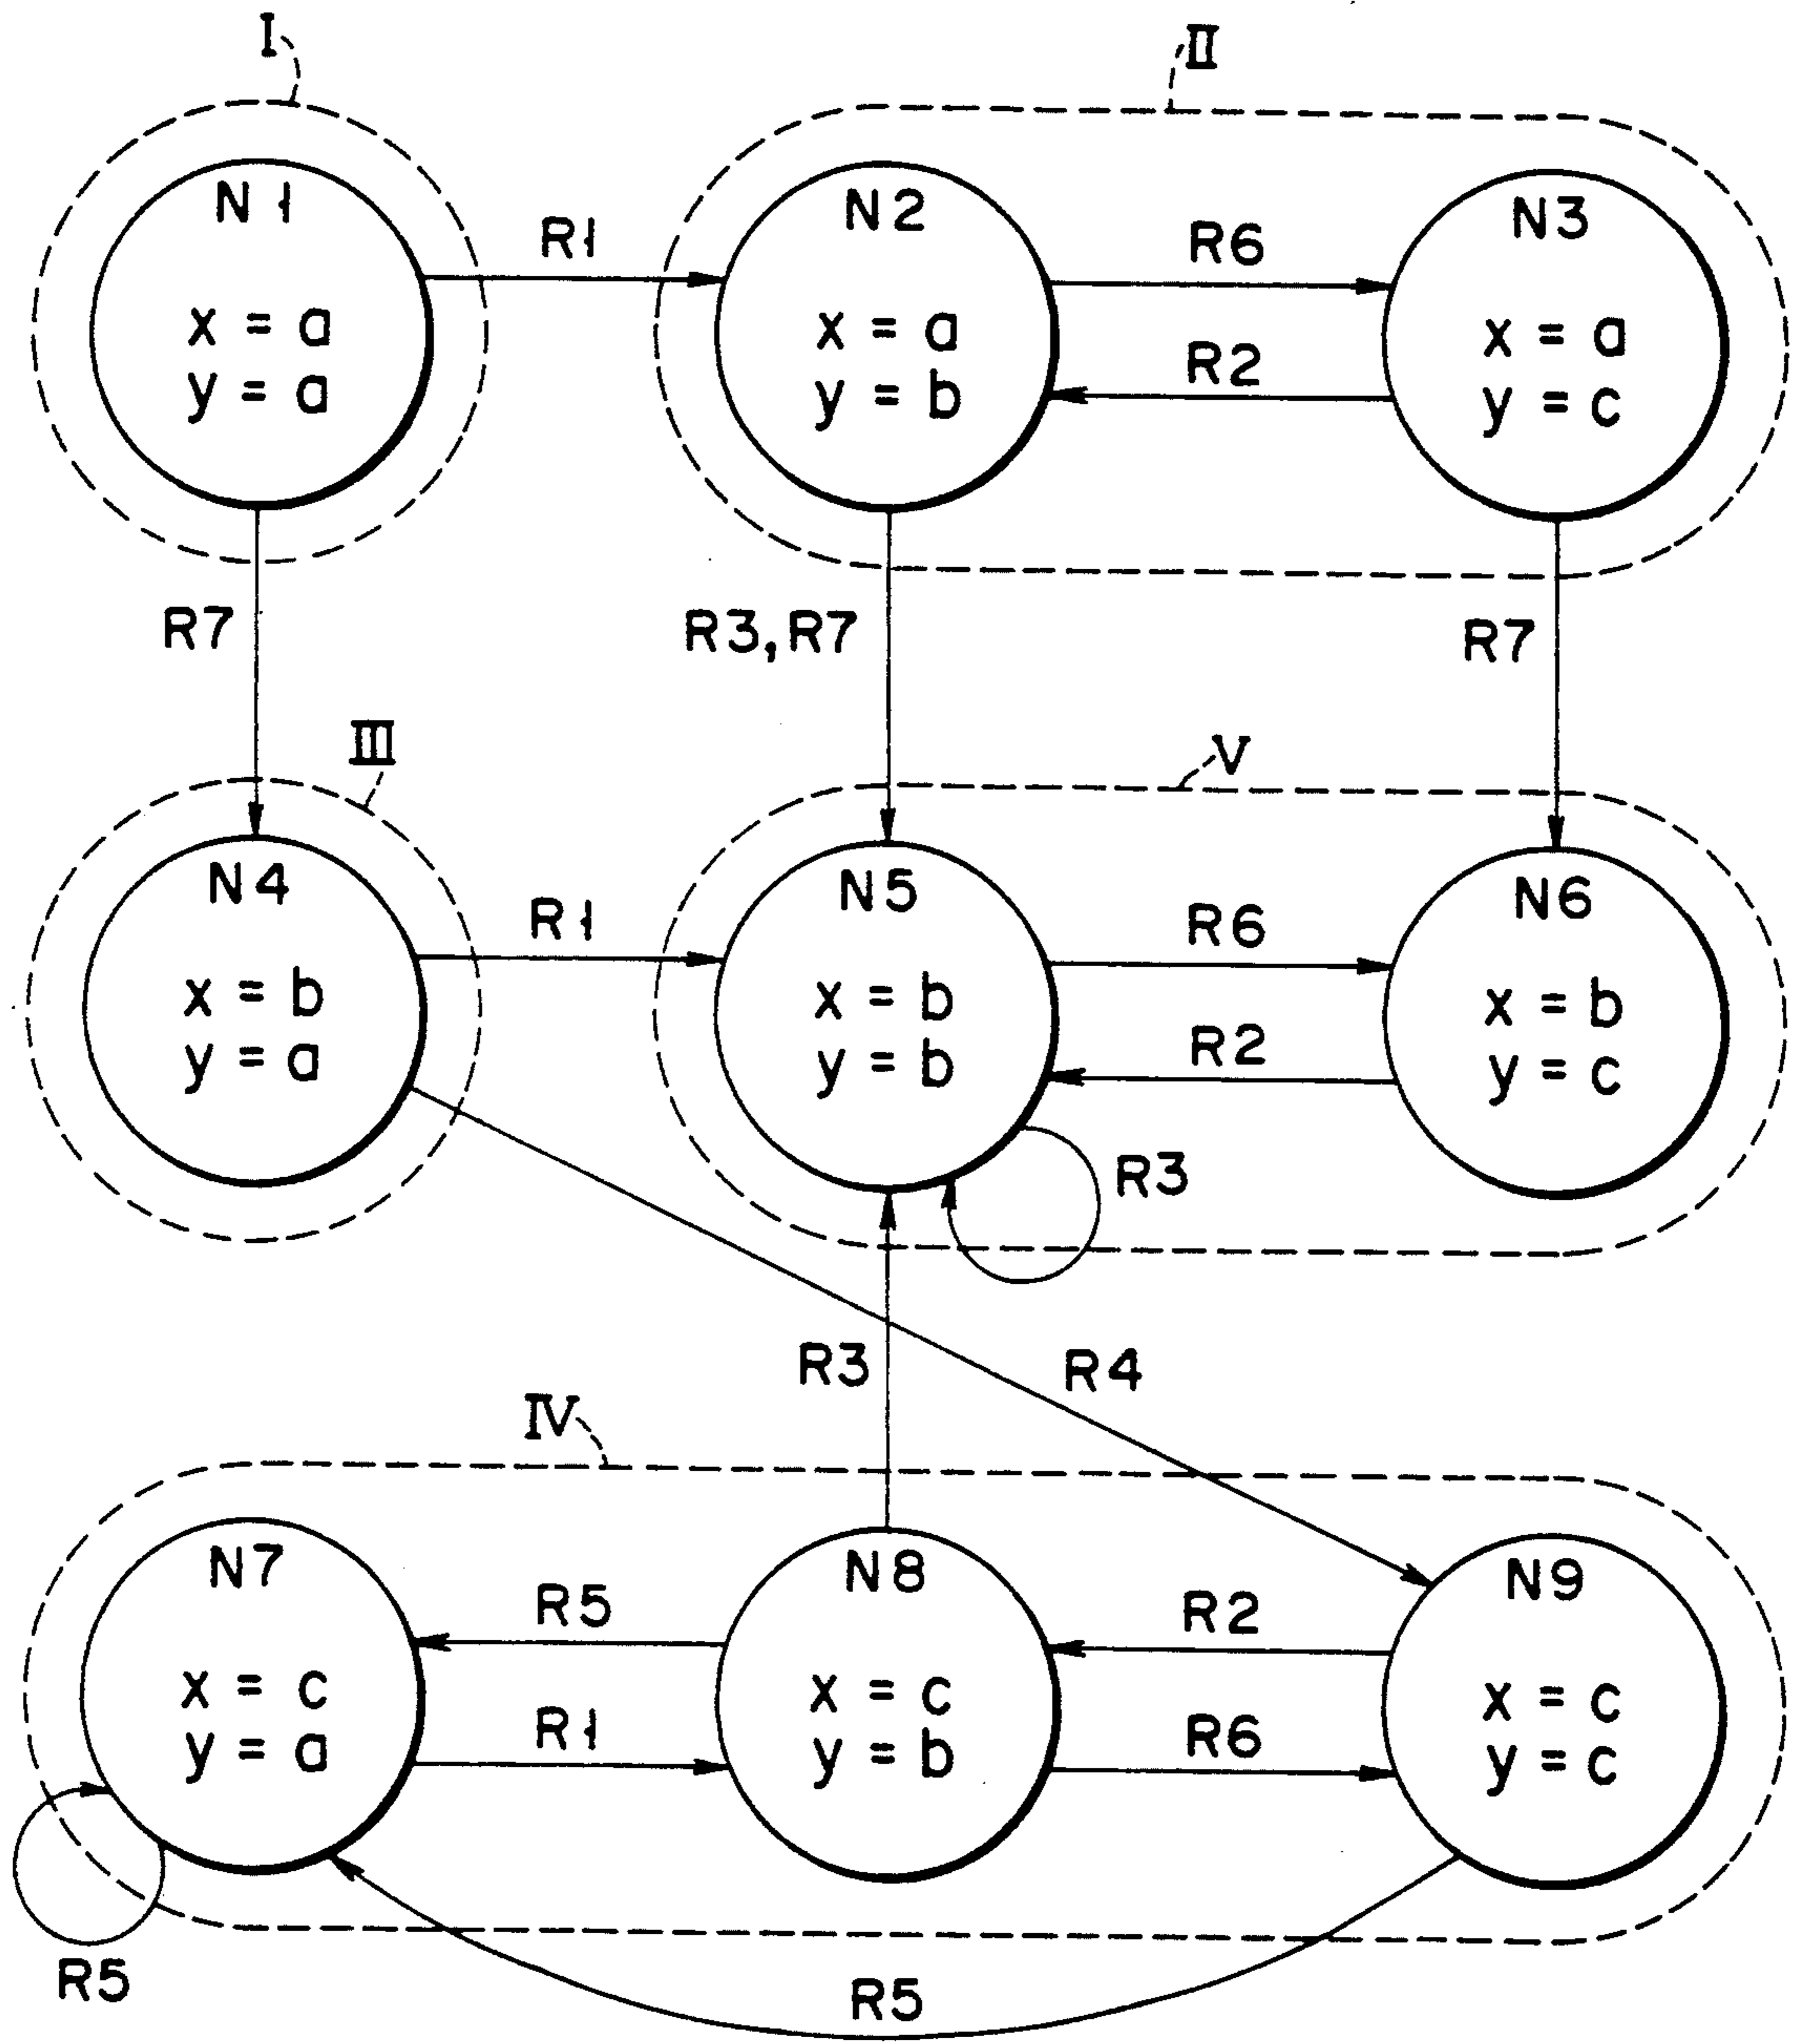 I
II
N1
x = a
y = a
R1
N2
x = a
y = b
R6
R2
N3
x = a
y = c
R7
R3,R7
R7
III
V
N4
x = b
y = a
R1
N5
x = b
y = b
R6
R2
N6
x = b
y = c
R3
R3
R4
IV
N7
x = c
y = a
R5
R1
N8
x = c
y = b
R2
R6
N9
x = c
y = c
R5
R5